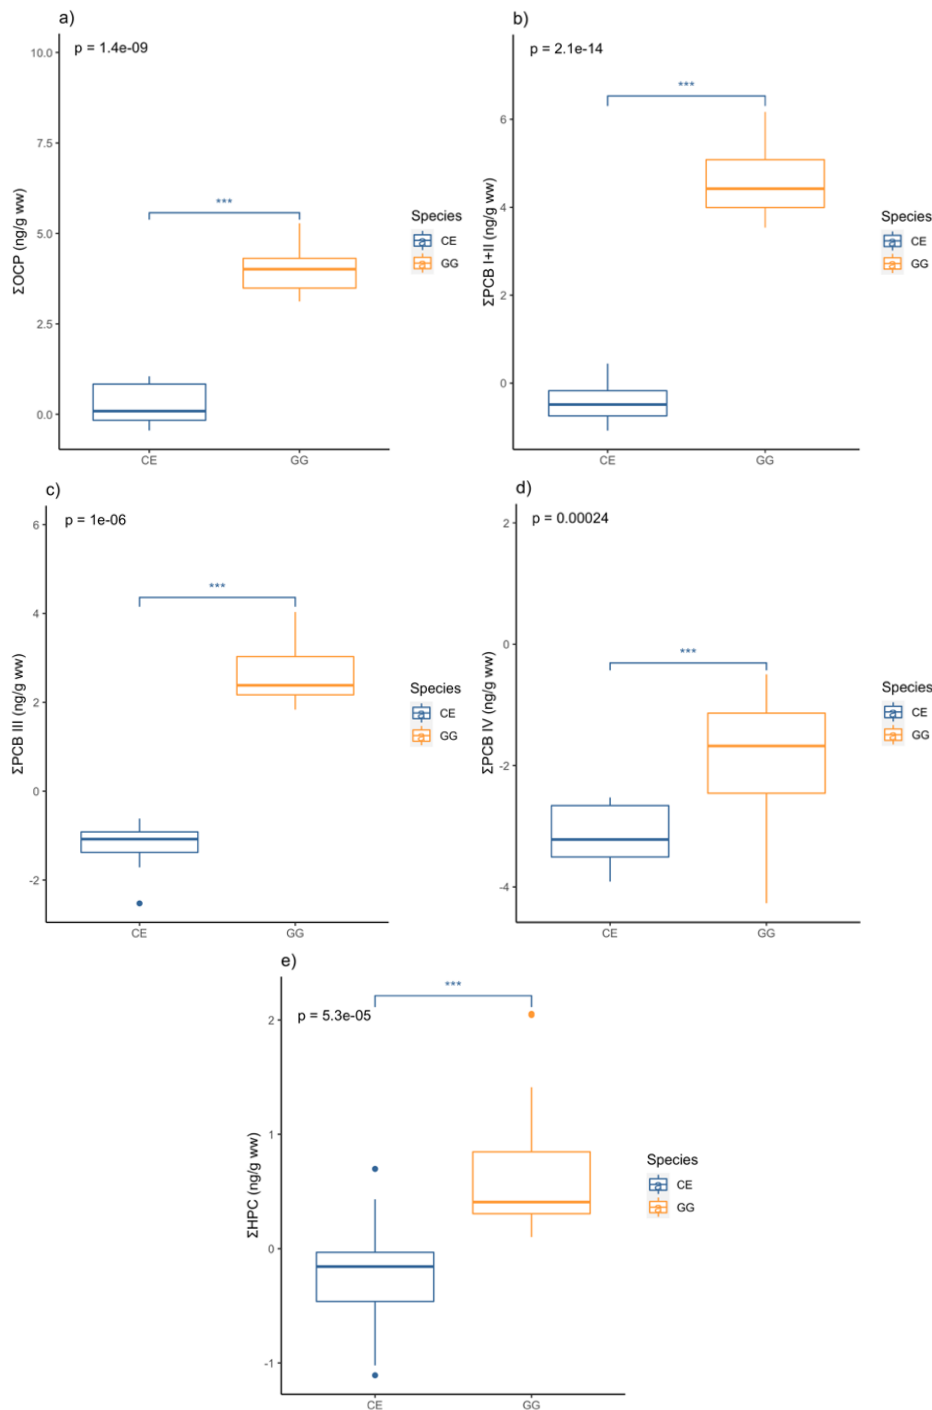 a)
p = 1.4e-09
10.0
7.5
5.0
2.5
0.0
ΣOCP (ng/g ww)
***
CE
GG
Species
a CE
a GG
b)
p = 2.1e-14
6
4
2
0
ΣPCB I+II (ng/g ww)
***
CE
GG
Species
a CE
a GG
c)
p = 1e-06
6
4
2
0
-2
ΣPCB III (ng/g ww)
***
CE
GG
Species
a CE
a GG
d)
p = 0.00024
2
0
-2
-4
ΣPCB IV (ng/g ww)
***
CE
GG
Species
a CE
a GG
e)
p = 5.3e-05
2
1
0
-1
ΣHPC (ng/g ww)
***
CE
GG
Species
a CE
a GG